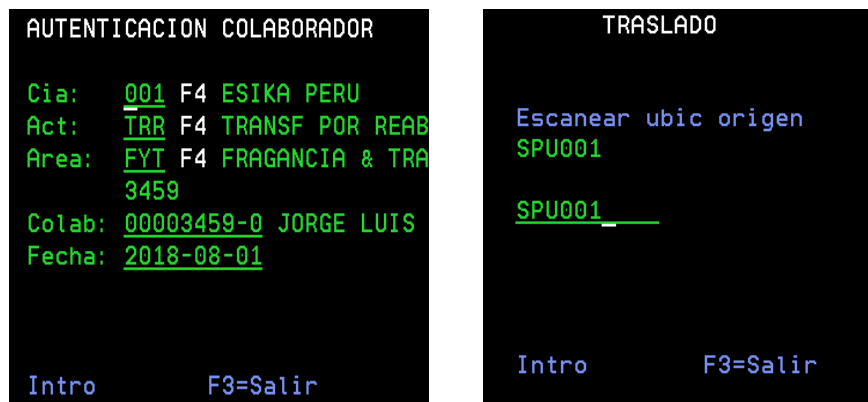 AUTENTICACION COLABORADOR
Cia: 001 F4 ESIKA PERU
Act: TRR F4 TRANSF POR REAB
Area: FYT F4 FRAGANCIA & TRA
3459
Colab: 00003459-0 JORGE LUIS
Fecha: 2018-08-01
Intro F3=Salir
TRASLADO
Escanear ubic origen
SPU001
SPU001
Intro F3=Salir